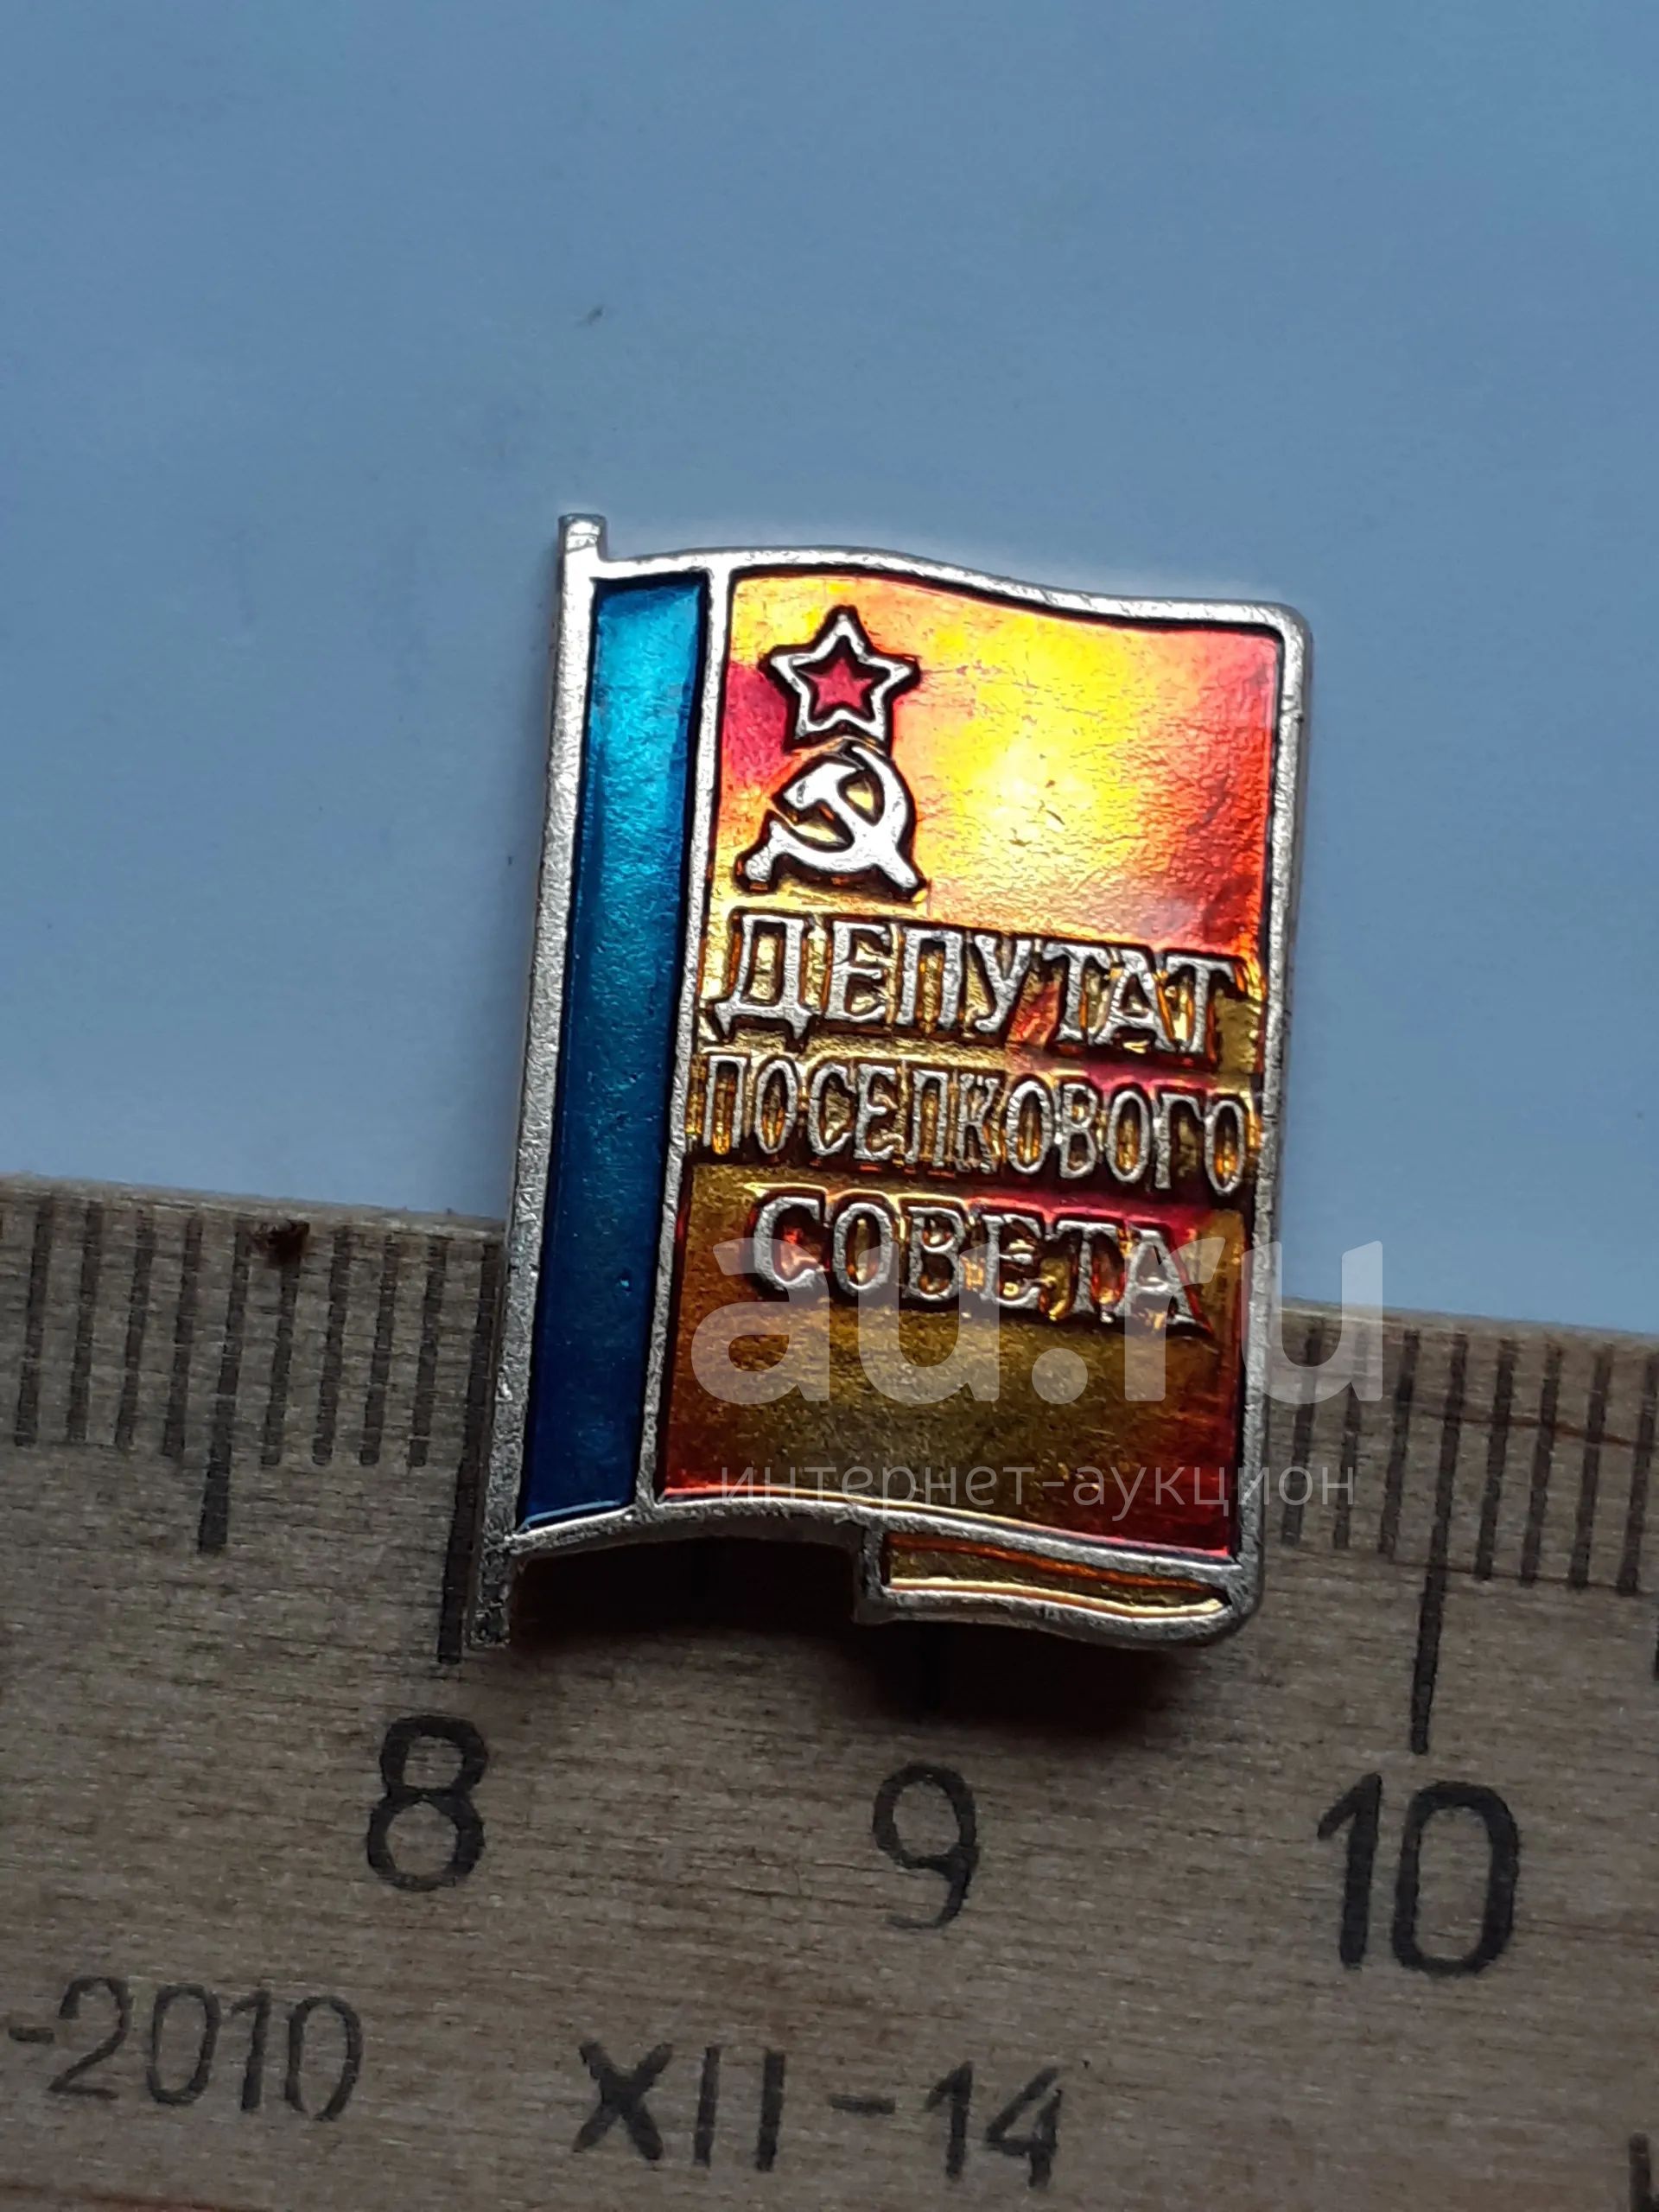 ДЕПУТАТ
ПОСЕЛКОВОГО
СОВЕТА
au.ru
интернет-аукцион
8 9 10
-2010 XII-14